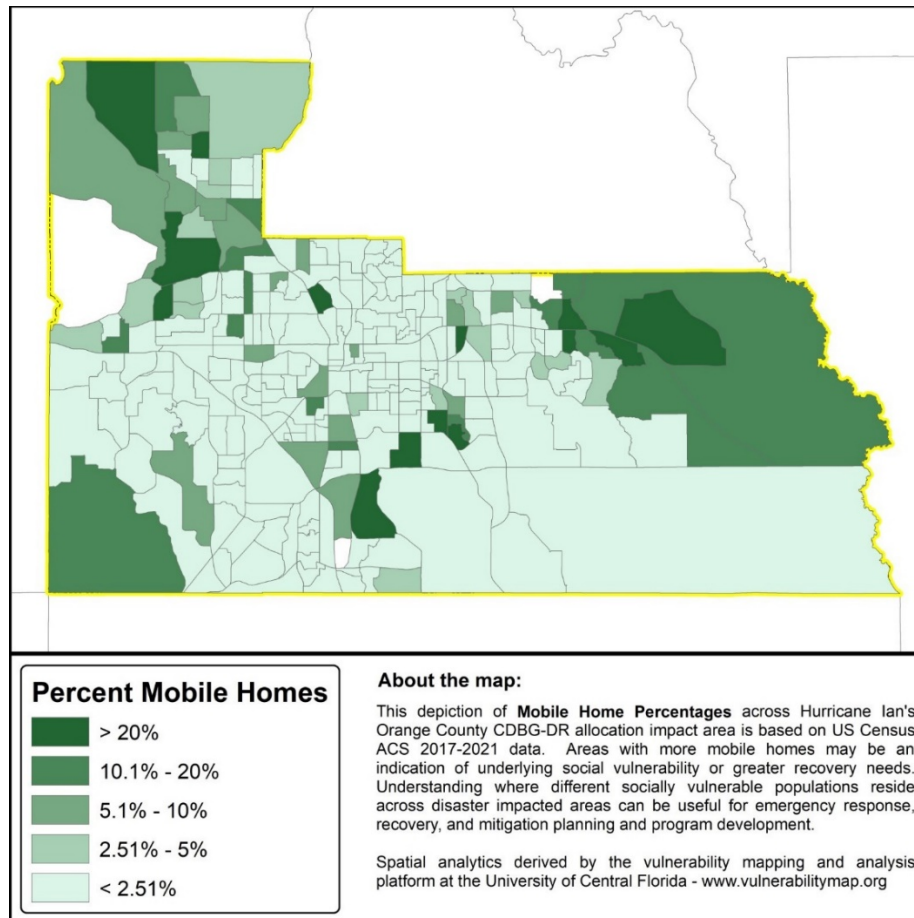 Percent Mobile Homes
> 20%
10.1% - 20%
5.1% - 10%
2.51% - 5%
< 2.51%
About the map:
This depiction of Mobile Home Percentages across Hurricane Ian's
Orange County CDBG-DR allocation impact area is based on US Census
ACS 2017-2021 data. Areas with more mobile homes may be an
indication of underlying social vulnerability or greater recovery needs.
Understanding where different socially vulnerable populations reside
across disaster impacted areas can be useful for emergency response,
recovery, and mitigation planning and program development.
Spatial analytics derived by the vulnerability mapping and analysis
platform at the University of Central Florida - www.vulnerabilitymap.org